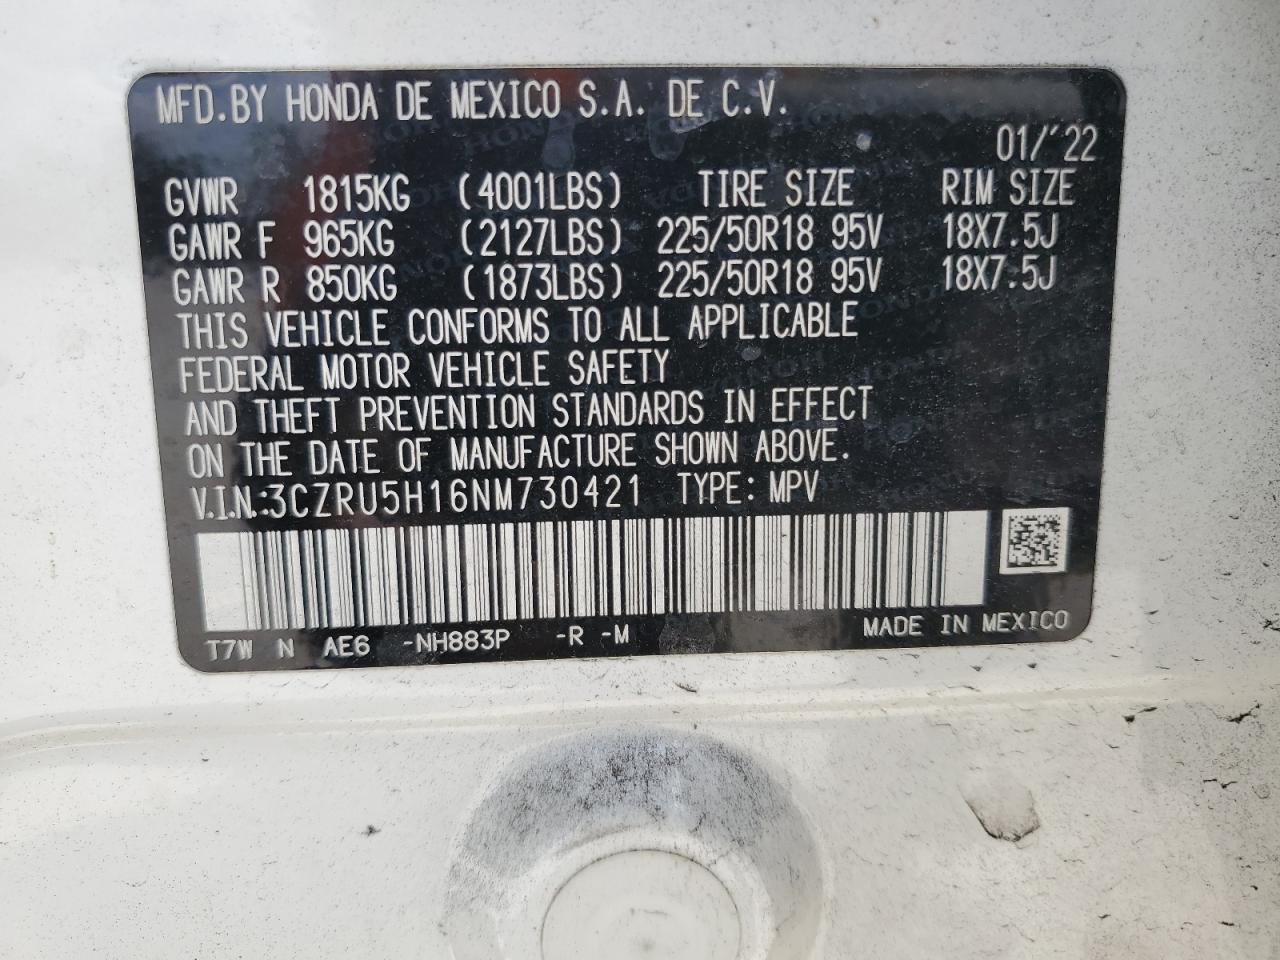 MFD.BY HONDA DE MEXICO S.A. DE C.V.
01/'22
GVWR 1815KG (4001LBS) TIRE SIZE RIM SIZE
GAWR F 965KG (2127LBS) 225/50R18 95V 18X7.5J
GAWR R 850KG (1873LBS) 225/50R18 95V 18X7.5J
THIS VEHICLE CONFORMS TO ALL APPLICABLE
FEDERAL MOTOR VEHICLE SAFETY
AND THEFT PREVENTION STANDARDS IN EFFECT
ON THE DATE OF MANUFACTURE SHOWN ABOVE.
V.I.N.:3CZRU5H16NM730421 TYPE: MPV
T7W N AE6 -NH883P -R -M MADE IN MEXICO